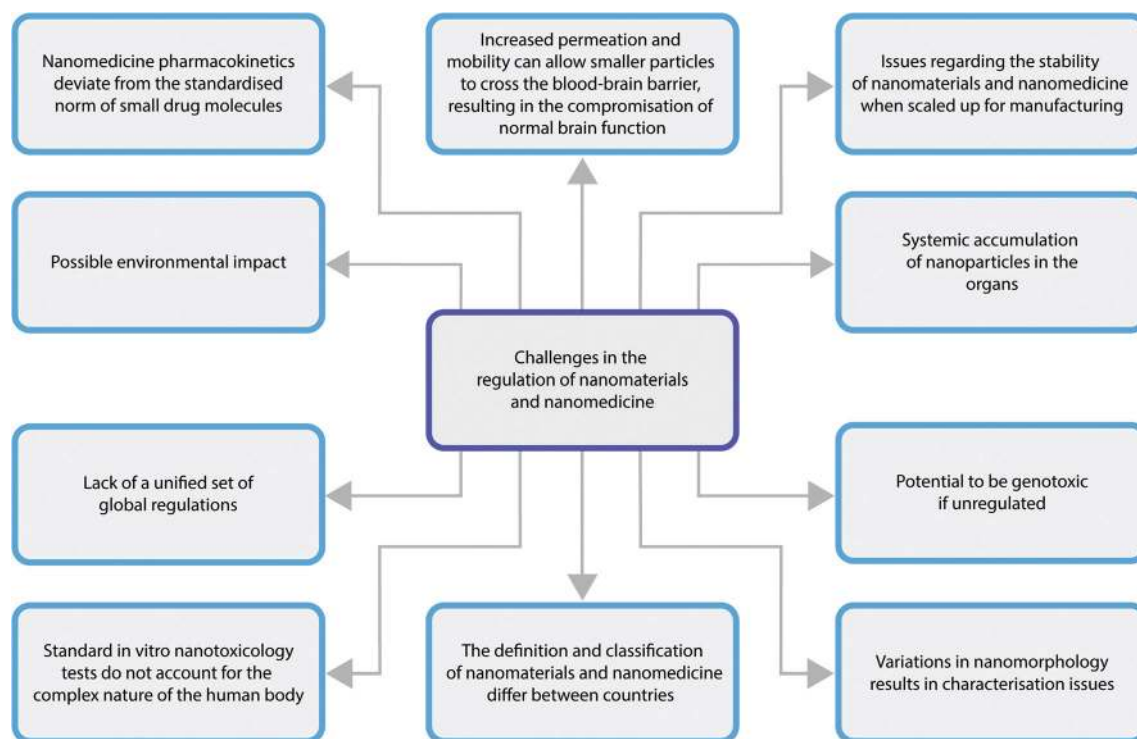 Nanomedicine pharmacokinetics
deviate from the standardised
norm of small drug molecules
Increased permeation and
mobility can allow smaller particles
to cross the blood-brain barrier,
resulting in the compromisation of
normal brain function
Issues regarding the stability
of nanomaterials and nanomedicine
when scaled up for manufacturing
Possible environmental impact
Systemic accumulation
of nanoparticles in the
organs
Challenges in the
regulation of nanomaterials
and nanomedicine
Lack of a unified set of
global regulations
Potential to be genotoxic
if unregulated
Standard in vitro nanotoxicology
tests do not account for the
complex nature of the human body
The definition and classification
of nanomaterials and nanomedicine
differ between countries
Variations in nanomorphology
results in characterisation issues